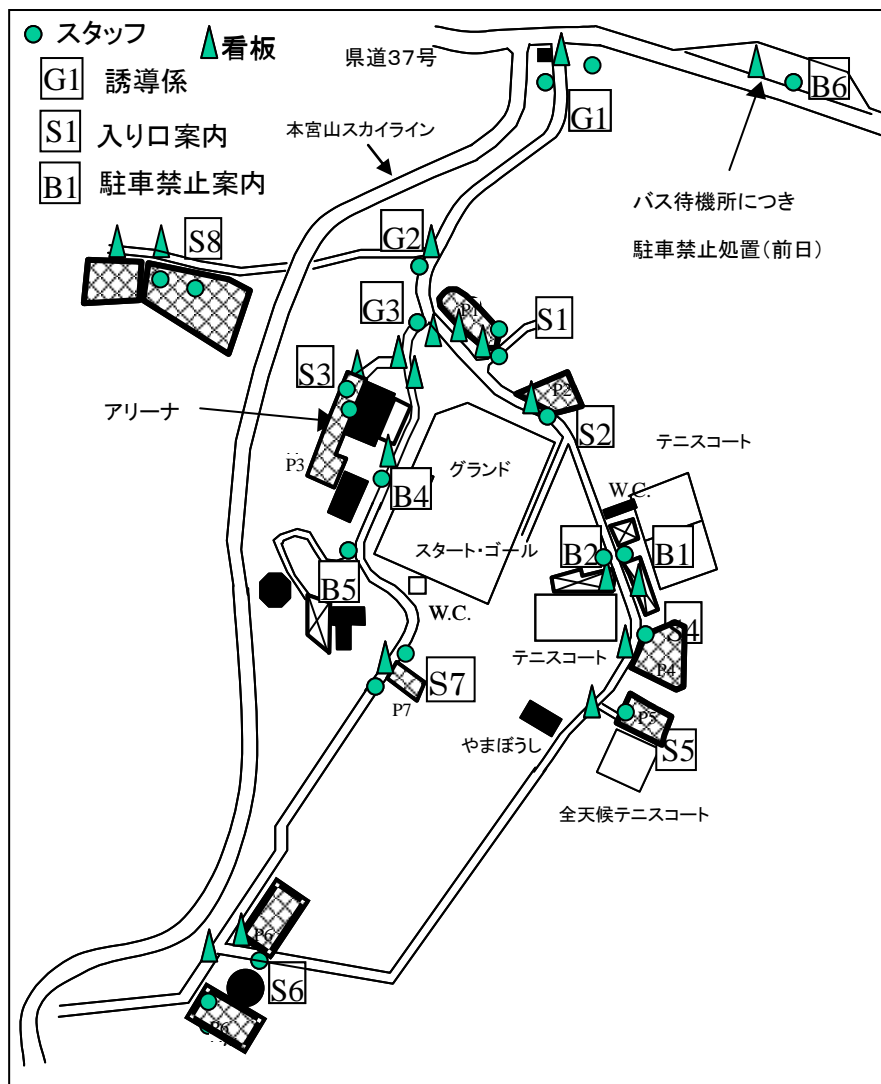 スタッフ
看板
県道37号
G1 誘導係
B6
G1
S1 入り口案内
本宮山スカイライン
B1 駐車禁止案内
バス待機所につき
駐車禁止処置(前日)
S8
G2
P1
G3
S1
S3
P2
アリーナ
S2
テニスコート
P3
グランド
W.C.
B4
スタート・ゴール
B2
B1
B5
W.C.
S4
テニスコート
S7
P4
P7
P5
やまぼうし
S5
全天候テニスコート
P6
S6
P6